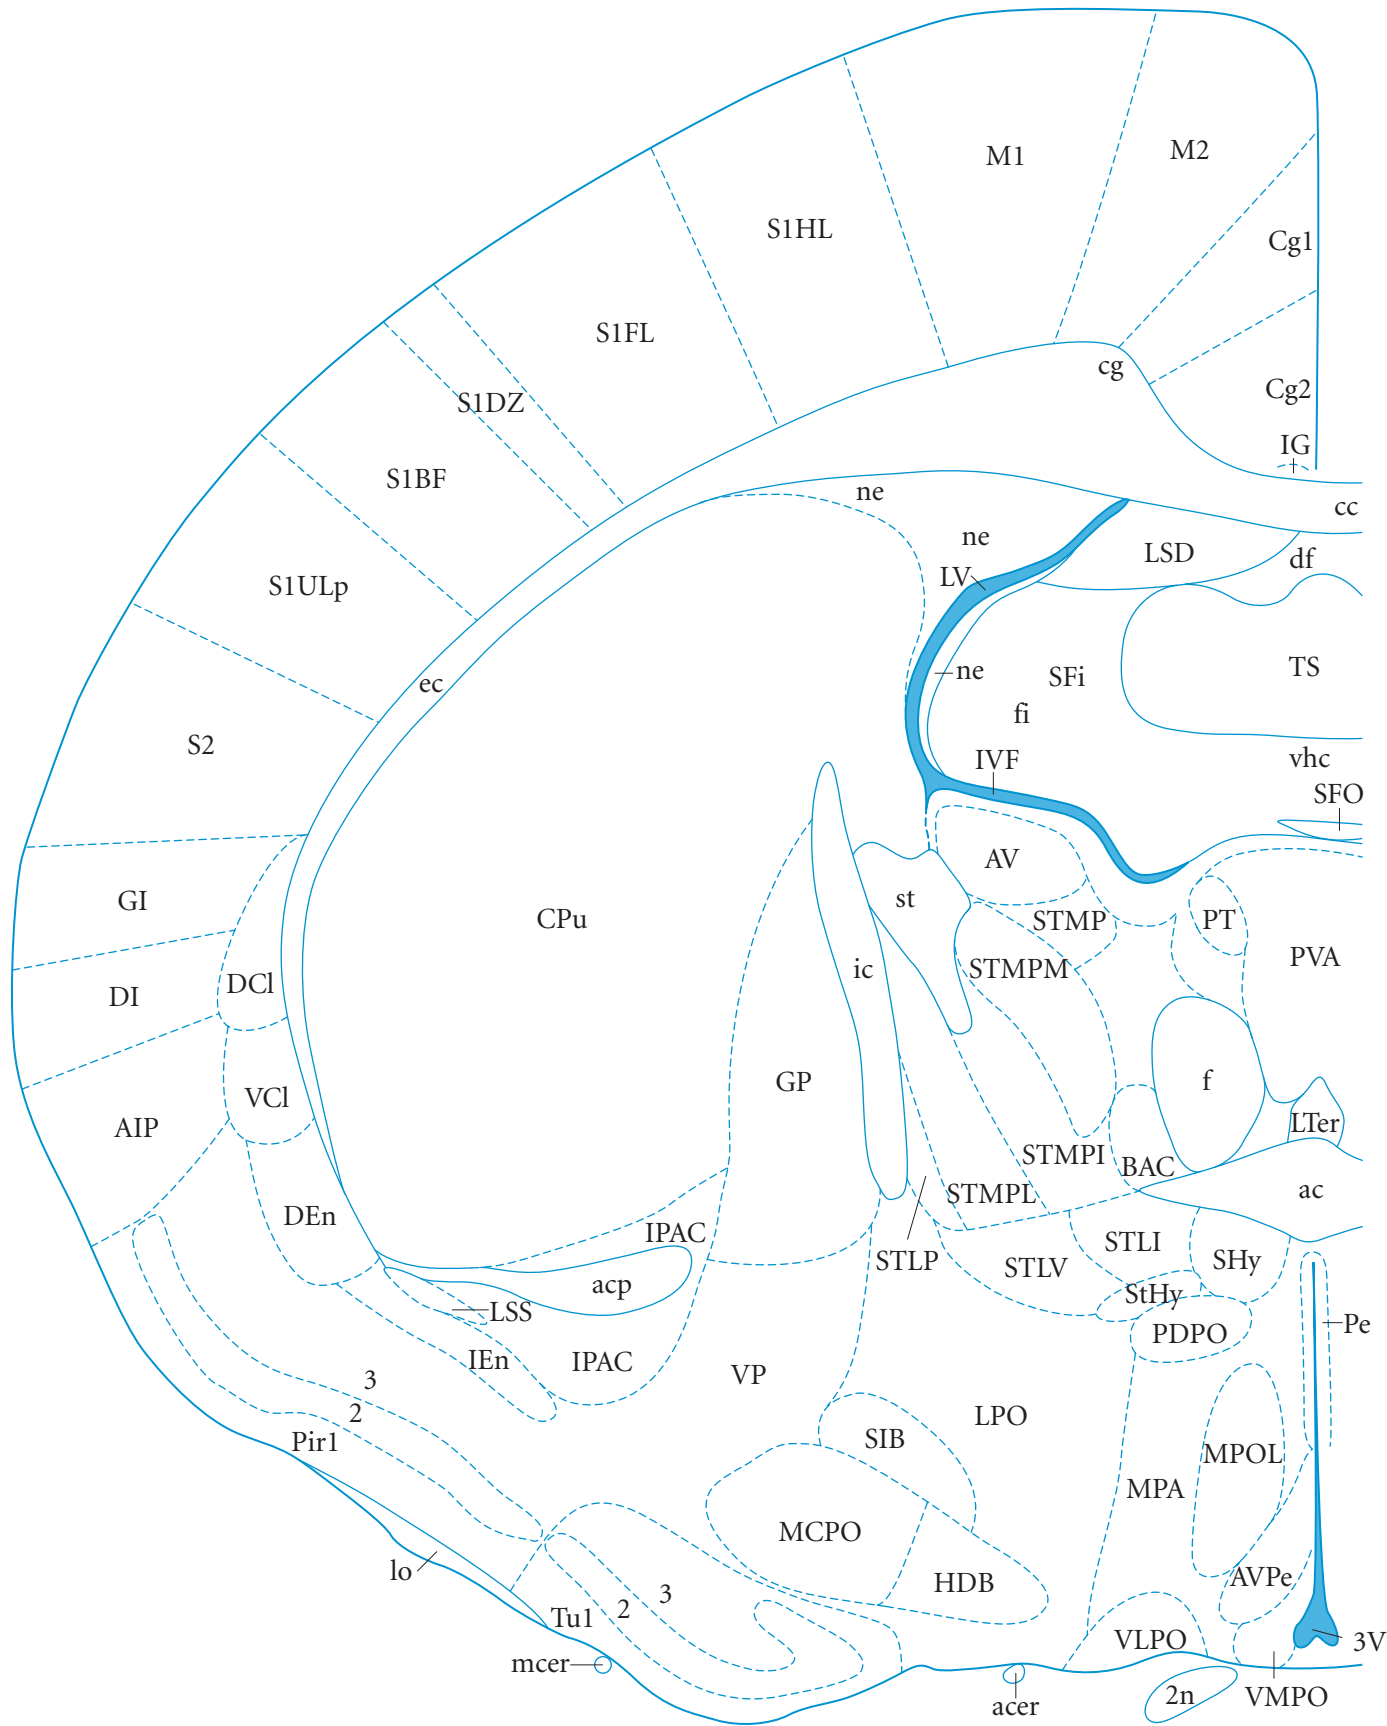 M1
M2
S1HL
Cg1
S1FL
cg
Cg2
S1DZ
IG
S1BF
ne
cc
ne
LSD
df
LV
S1ULp
ne
SFi
TS
ec
fi
S2
IVF
vhc
SFO
AV
GI
CPu
st
STMP
PT
ic
STMPM
PVA
DCl
DI
GP
f
VCl
AIP
LTer
STMPI
BAC
STMPL
ac
DEn
IPAC
STLP
STLV
STLI
SHy
acp
StHy
LSS
PDPO
Pe
IEn
IPAC
VP
3
2
LPO
Pir1
SIB
MPOL
MPA
MCPO
lo
HDB
AVPe
3
2
Tu1
VLPO
3V
mcer
acer
2n
VMPO